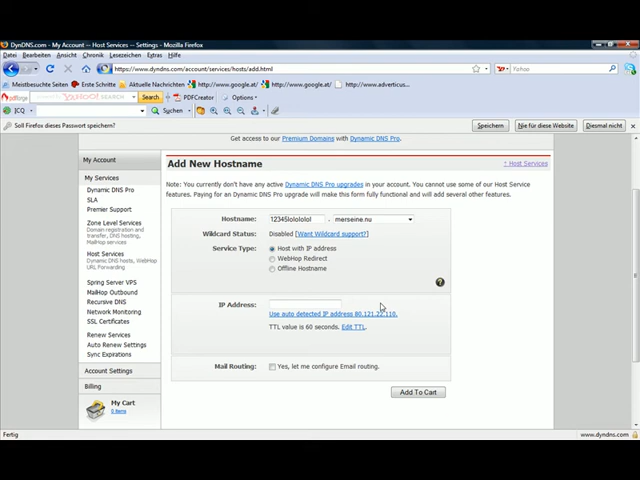 DynDNS.com - My Account -- Host Services -- Settings - Mozilla Firefox
Datei Bearbeiten Ansicht Chronik Lesezeichen Extras Hilfe
https://www.dyndns.com/account/services/hosts/add.html
Yahoo
Meistbesuchte Seiten Erste Schritte Aktuelle Nachrichten http://www.google.at/ http://www.google.at/ http://www.adverticus...
pdfforge YAHOO! SEARCH Search PDFCreator Options
ICQ Suchen
Soll Firefox dieses Passwort speichern? Speichern Nie für diese Website Diesmal nicht
Get access to our Premium Domains with Dynamic DNS Pro.
My Account
My Services
Dynamic DNS Pro
SLA
Premier Support
Zone Level Services
Domain registration and transfer, DNS hosting, MailHop services
Host Services
Dynamic DNS hosts, WebHop URL Forwarding
Spring Server VPS
MailHop Outbound
Recursive DNS
Network Monitoring
SSL Certificates
Renew Services
Auto Renew Settings
Sync Expirations
Account Settings
Billing
My Cart
0 items
Add New Hostname
↑ Host Services
Note: You currently don't have any active Dynamic DNS Pro upgrades in your account. You cannot use some of our Host Service
features. Paying for an Dynamic DNS Pro upgrade will make this form fully functional and will add several other features.
Hostname: 12345lolololol . merseine.nu
Wildcard Status: Disabled [Want Wildcard support?]
Service Type: Host with IP address
WebHop Redirect
Offline Hostname
?
IP Address:
Use auto detected IP address 80.121.22.110.
TTL value is 60 seconds. Edit TTL.
Mail Routing: Yes, let me configure Email routing.
Add To Cart
Fertig
www.dyndns.com